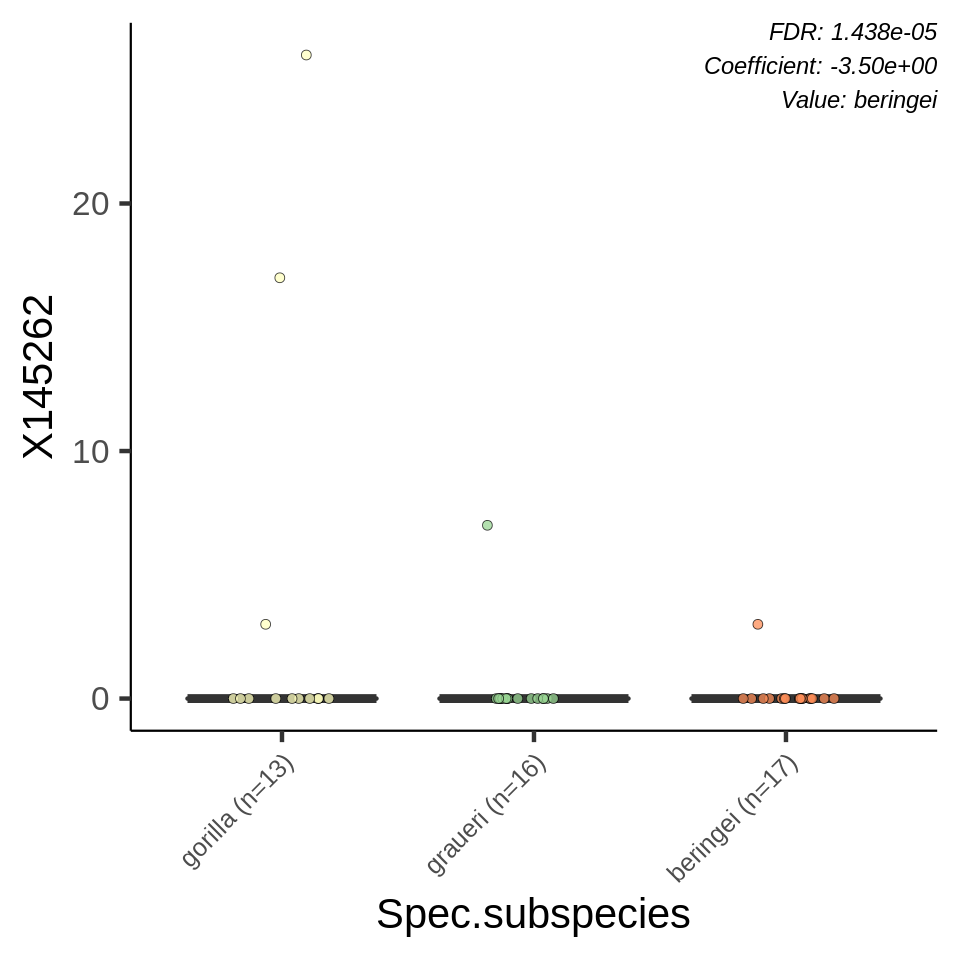 FDR: 1.438e-05
Coefficient: -3.50e+00
Value: beringei
X145262
20
10
0
gorilla (n=13)
graueri (n=16)
beringei (n=17)
Spec.subspecies